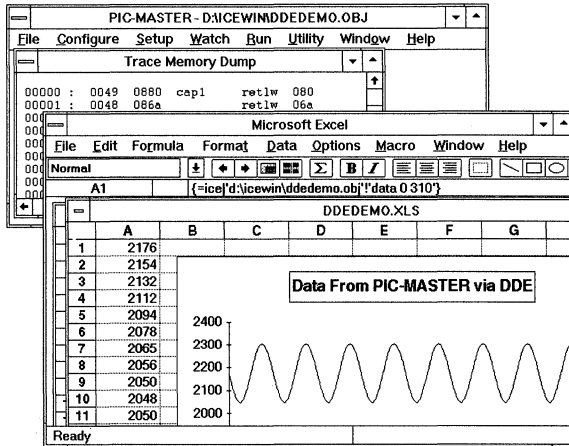 PIC-MASTER - D:\ICEWIN\DDEDEMO.OBJ
File Configure Setup Watch Run Utility Window Help
Trace Memory Dump
00000 : 0049 0880 cap1 retlw 080
00001 : 0048 086a retlw 06a
Microsoft Excel
File Edit Formula Format Data Options Macro Window Help
Normal Σ B I
A1 {=ice|'d:\icewin\ddedemo.obj'!'data 0 310'}
DDEDEMO.XLS
A B C D E F G
1 2176
2 2154
3 2132
4 2112
5 2094
6 2078
7 2065
8 2056
9 2050
10 2048
11 2050
Data From PIC-MASTER via DDE
2400
2300
2200
2100
2000
Ready